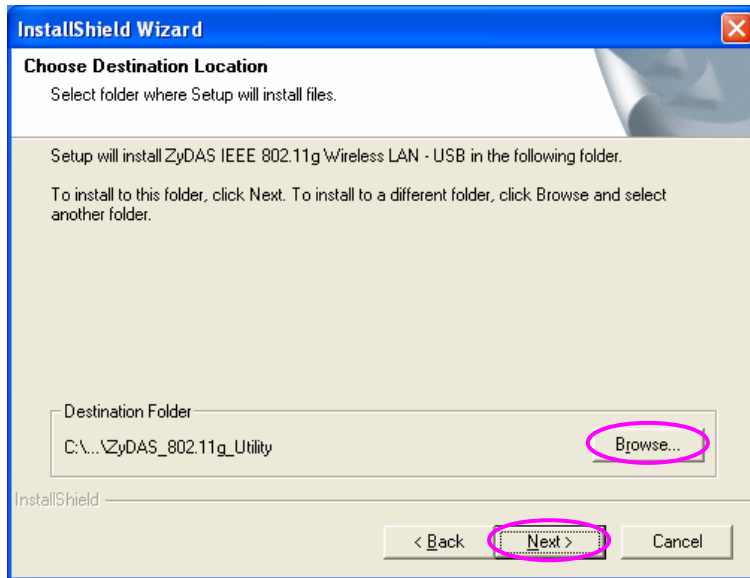 InstallShield Wizard
Choose Destination Location
Select folder where Setup will install files.
Setup will install ZyDAS IEEE 802.11g Wireless LAN - USB in the following folder.
To install to this folder, click Next. To install to a different folder, click Browse and select
another folder.
Destination Folder
C:\...\ZyDAS_802.11g_Utility
Browse...
InstallShield
< Back
Next >
Cancel